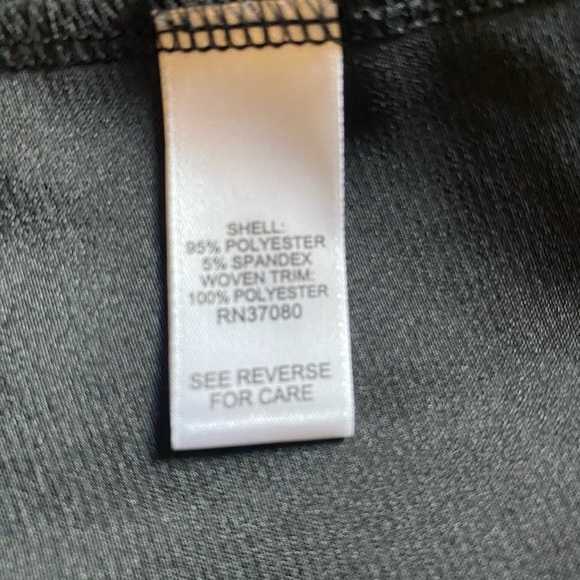 SHELL:
95% POLYESTER
5% SPANDEX
WOVEN TRIM:
100% POLYESTER
RN37080
SEE REVERSE
FOR CARE